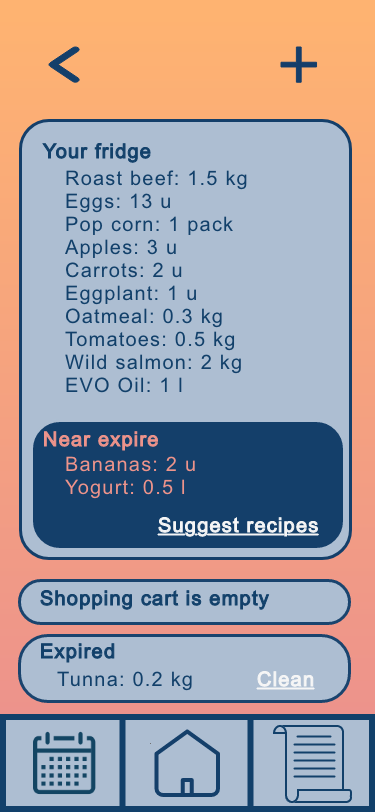 Your fridge
Roast beef: 1.5 kg
Eggs: 13 u
Pop corn: 1 pack
Apples: 3 u
Carrots: 2 u
Eggplant: 1 u
Oatmeal: 0.3 kg
Tomatoes: 0.5 kg
Wild salmon: 2 kg
EVO Oil: 1 l
Near expire
Bananas: 2 u
Yogurt: 0.5 l
Suggest recipes
Shopping cart is empty
Expired
Tunna: 0.2 kg Clean